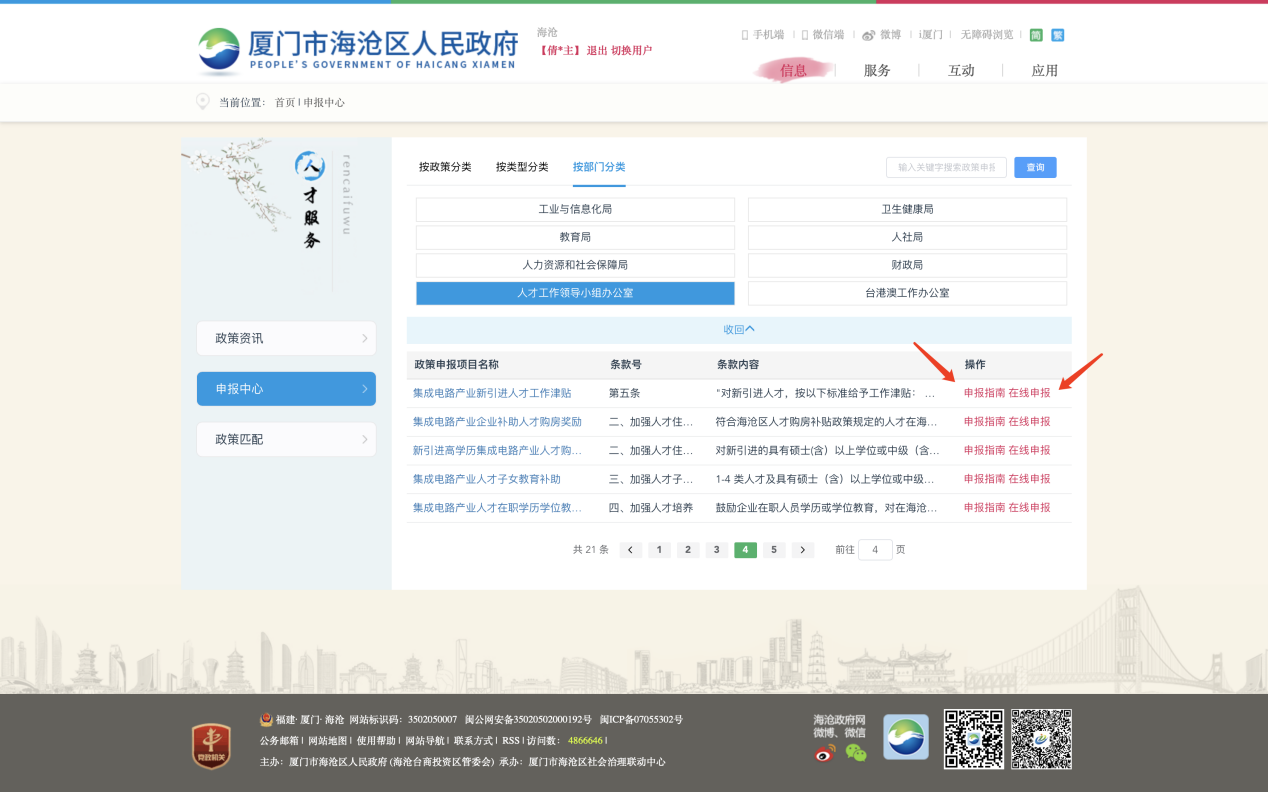 厦门市海沧区人民政府
PEOPLE'S GOVERNMENT OF HAICANG XIAMEN
海沧
【倩*主】 退出 切换用户
手机端 | 微信端 | 微博 | i厦门 | 无障碍浏览 | 简 繁
信息 | 服务 | 互动 | 应用
当前位置： 首页 | 申报中心
人才服务
rencaifuwu
政策资讯
申报中心
政策匹配
按政策分类 按类型分类 按部门分类
输入关键字搜索政策申报 查询
工业与信息化局 卫生健康局
教育局 人社局
人力资源和社会保障局 财政局
人才工作领导小组办公室 台港澳工作办公室
收回
政策申报项目名称 条款号 条款内容 操作
集成电路产业新引进人才工作津贴 第五条 “对新引进人才，按以下标准给予工作津贴： ... 申报指南 在线申报
集成电路产业企业补助人才购房奖励 二、加强人才住... 符合海沧区人才购房补贴政策规定的人才在海... 申报指南 在线申报
新引进高学历集成电路产业人才购... 二、加强人才住... 对新引进的具有硕士(含）以上学位或中级（含... 申报指南 在线申报
集成电路产业人才子女教育补助 三、加强人才子... 1-4 类人才及具有硕士（含）以上学位或中级... 申报指南 在线申报
集成电路产业人才在职学历学位教... 四、加强人才培养 鼓励企业在职人员学历或学位教育，对在海沧... 申报指南 在线申报
共 21 条 < 1 2 3 4 5 > 前往 4 页
福建· 厦门· 海沧 网站标识码：3502050007 闽公网安备35020502000192号 闽ICP备07055302号
公务邮箱 | 网站地图 | 使用帮助 | 网站导航 | 联系方式 | RSS | 访问数： 4866646 |
主办：厦门市海沧区人民政府 (海沧台商投资区管委会) 承办：厦门市海沧区社会治理联动中心
党政机关
海沧政府网
微博、微信